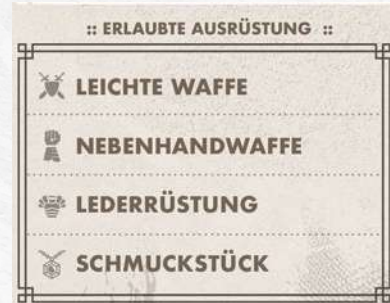 :: ERLAUBTE AUSRÜSTUNG ::
LEICHTE WAFFE
NEBENHANDWAFFE
LEDERRÜSTUNG
SCHMUCKSTÜCK